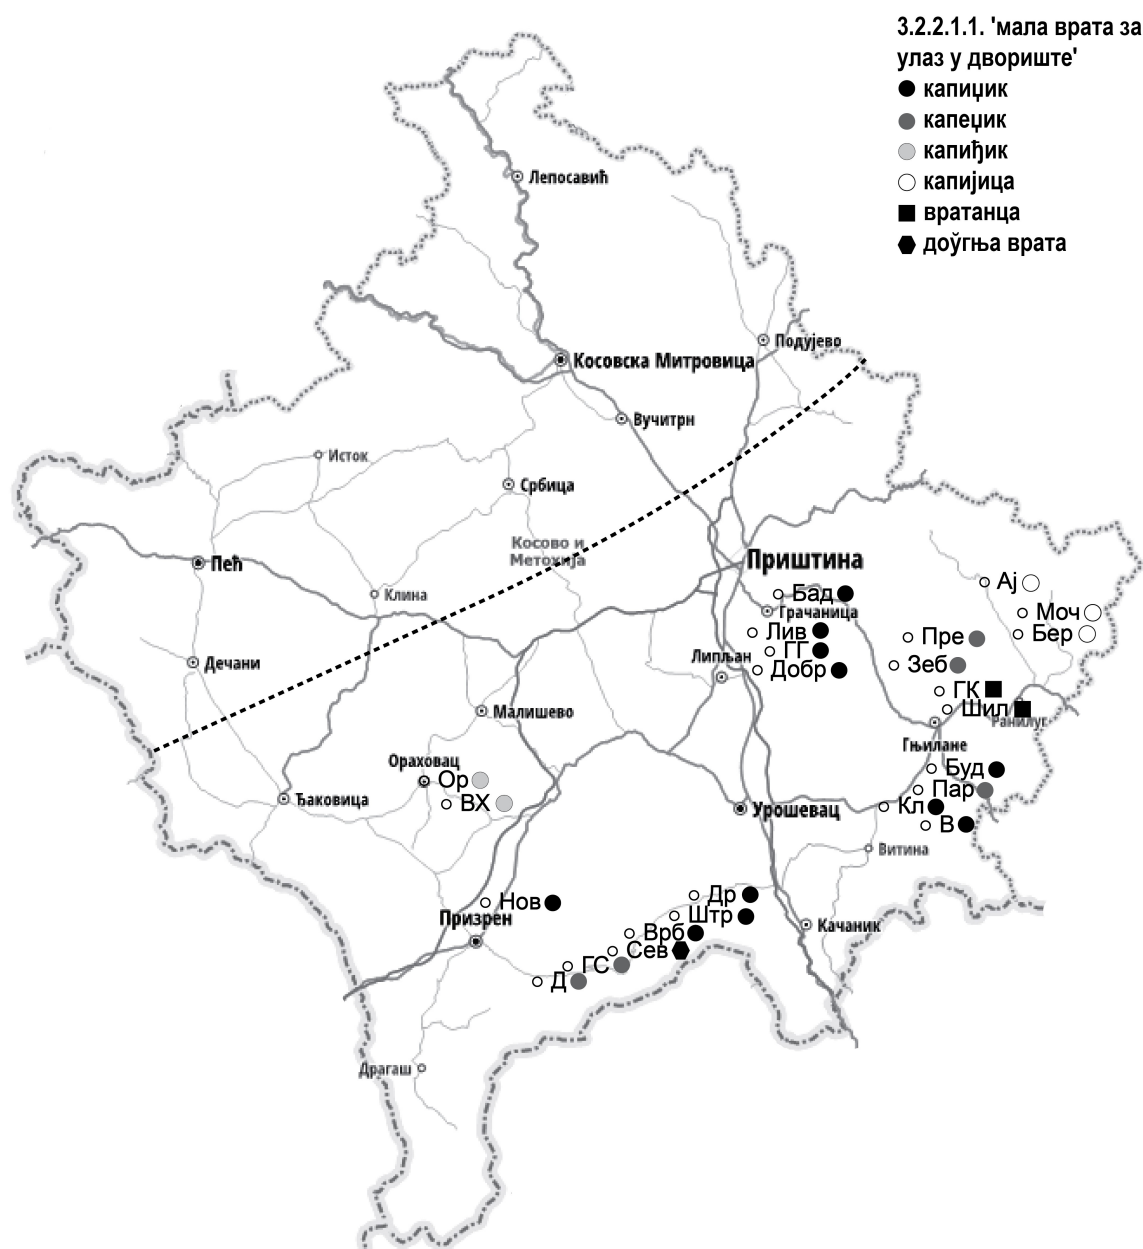 3.2.2.1.1. 'мала врата за
улаз у двориште'
капиџик
капеџик
капиђик
капијица
вратанца
доўгња врата
Лепосавић
Подујево
Косовска Митровица
Вучитрн
Исток
Србица
Косово и
Метохија
Приштина
Пећ
Клина
Ај
Бад
Грачаница
Моч
Лив
Бер
Пре
ГГ
Липљан
Дечани
Зеб
Добр
ГК
Шил
Малишево
Ранилуг
Гњилане
Ораховац
Буд
Ор
Пар
Ђаковица
ВХ
Урошевац
Кл
В
Витина
Др
Нов
Штр
Призрен
Качаник
Врб
Сев
ГС
Д
Драгаш